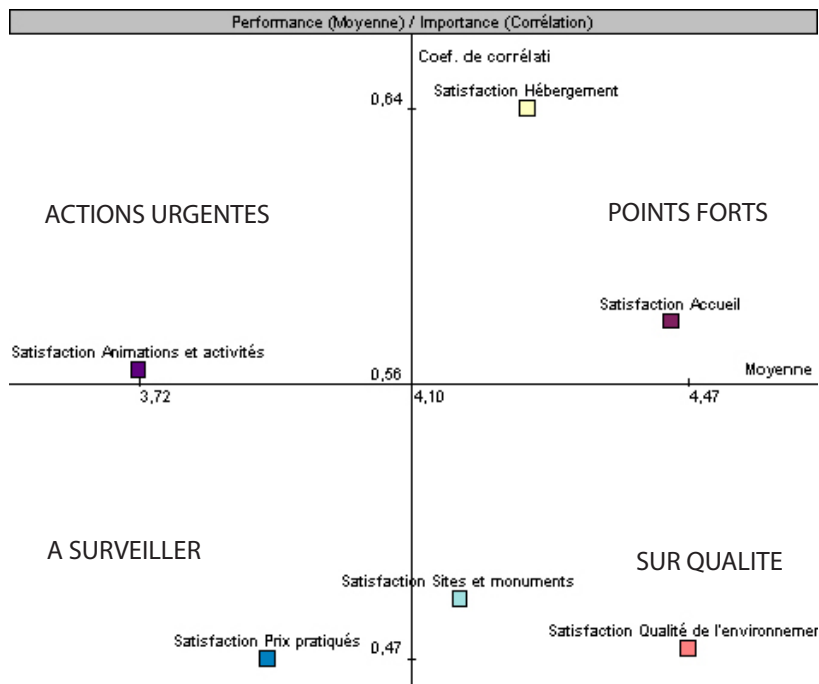 Performance (Moyenne) / Importance (Corrélation)
Coef. de corrélati
Satisfaction Hébergement
0,64
ACTIONS URGENTES
POINTS FORTS
Satisfaction Accueil
Satisfaction Animations et activités
0,56
Moyenne
3,72
4,10
4,47
A SURVEILLER
SUR QUALITE
Satisfaction Sites et monuments
Satisfaction Qualité de l'environnemer
Satisfaction Prix pratiqués
0,47